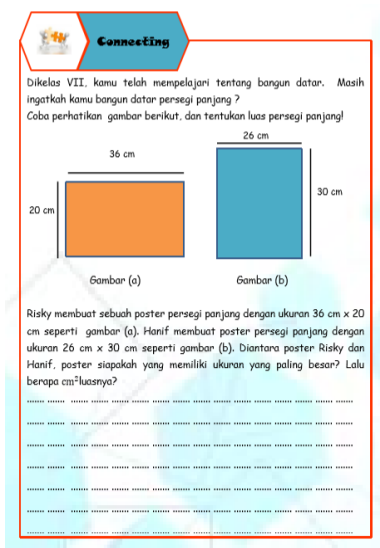 Connecting
Dikelas VII, kamu telah mempelajari tentang bangun datar. Masih
ingatkah kamu bangun datar persegi panjang ?
Coba perhatikan gambar berikut, dan tentukan luas persegi panjang!
26 cm
36 cm
30 cm
20 cm
Gambar (a)
Gambar (b)
Risky membuat sebuah poster persegi panjang dengan ukuran 36 cm x 20
cm seperti gambar (a). Hanif membuat poster persegi panjang dengan
ukuran 26 cm x 30 cm seperti gambar (b). Diantara poster Risky dan
Hanif, poster siapakah yang memiliki ukuran yang paling besar? Lalu
berapa cm²luasnya?